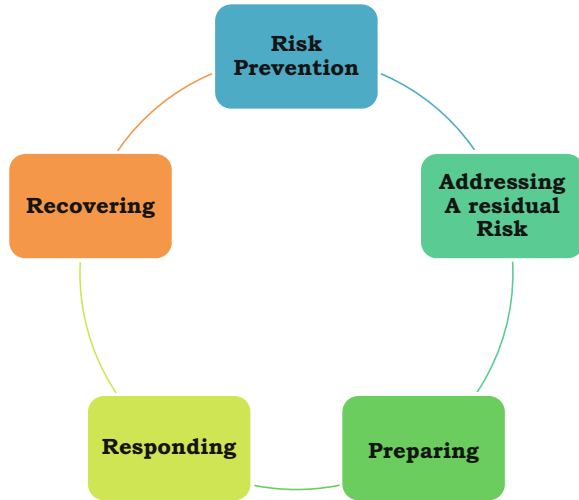 Risk
Prevention
Addressing
A residual
Risk
Preparing
Responding
Recovering